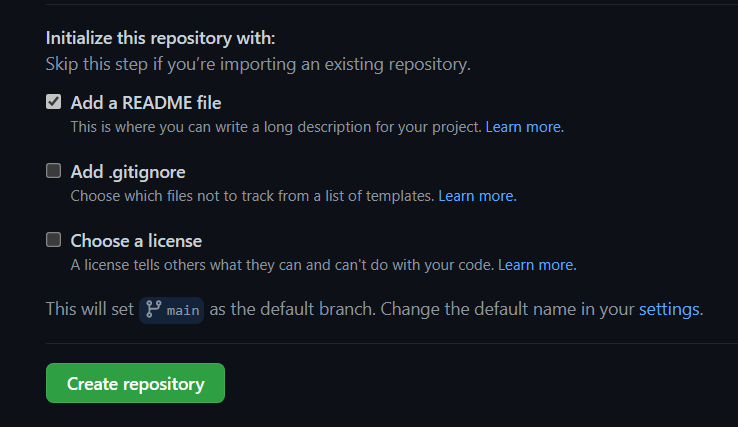 Initialize this repository with:
Skip this step if you’re importing an existing repository.
Add a README file
This is where you can write a long description for your project. Learn more.
Add .gitignore
Choose which files not to track from a list of templates. Learn more.
Choose a license
A license tells others what they can and can't do with your code. Learn more.
This will set main as the default branch. Change the default name in your settings.
Create repository